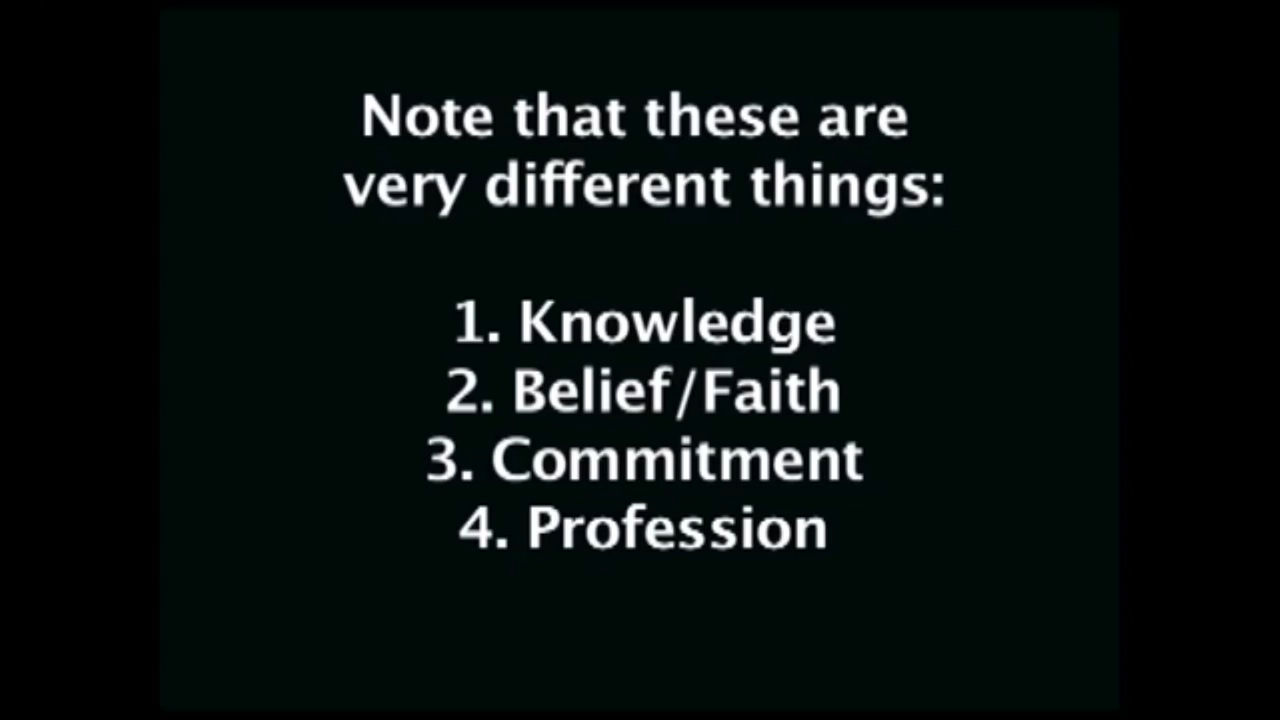 Note that these are
very different things:
1. Knowledge
2. Belief/Faith
3. Commitment
4. Profession